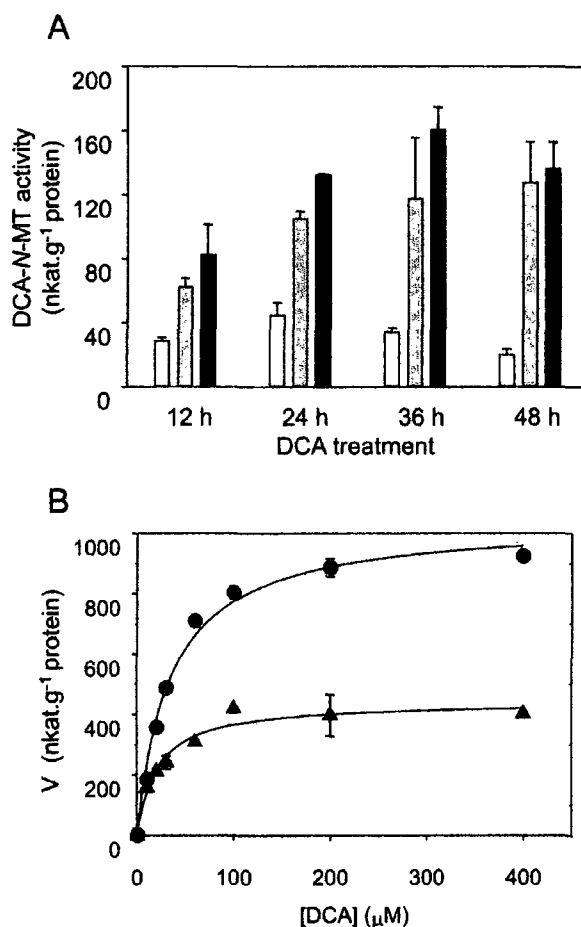 A
DCA-N-MT activity
(nkat.g⁻¹ protein)
200
160
120
80
40
0
12 h
24 h
36 h
48 h
DCA treatment
B
V (nkat.g⁻¹ protein)
1000
800
600
400
200
0
0
100
200
300
400
[DCA] (µM)